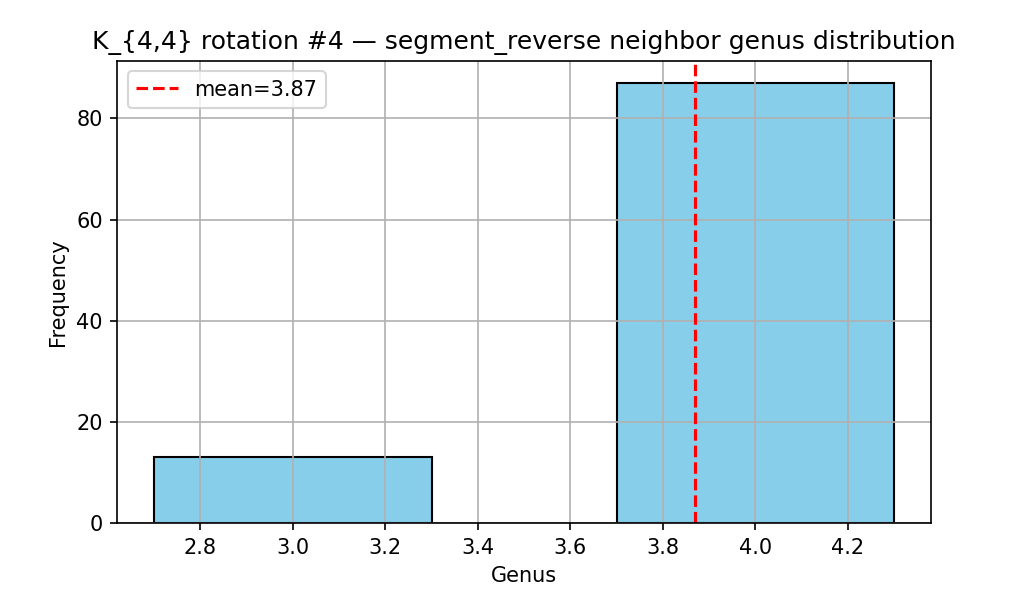 K_{4,4} rotation #4 — segment_reverse neighbor genus distribution
mean=3.87
Frequency
80
60
40
20
0
2.8 3.0 3.2 3.4 3.6 3.8 4.0 4.2
Genus